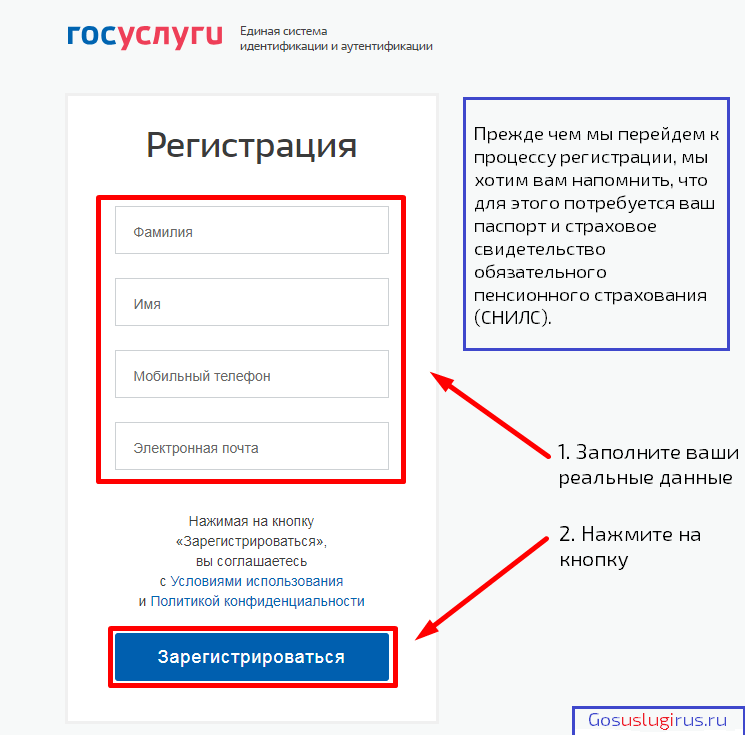 госуслуги
Единая система
идентификации и аутентификации
Регистрация
Фамилия
Имя
Мобильный телефон
Электронная почта
Нажимая на кнопку
«Зарегистрироваться»,
вы соглашаетесь
с Условиями использования
и Политикой конфиденциальности
Зарегистрироваться
Прежде чем мы перейдем к
процессу регистрации, мы
хотим вам напомнить, что
для этого потребуется ваш
паспорт и страховое
свидетельство
обязательного
пенсионного страхования
(СНИЛС).
1. Заполните ваши
реальные данные
2. Нажмите на
кнопку
Gosuslugirus.ru